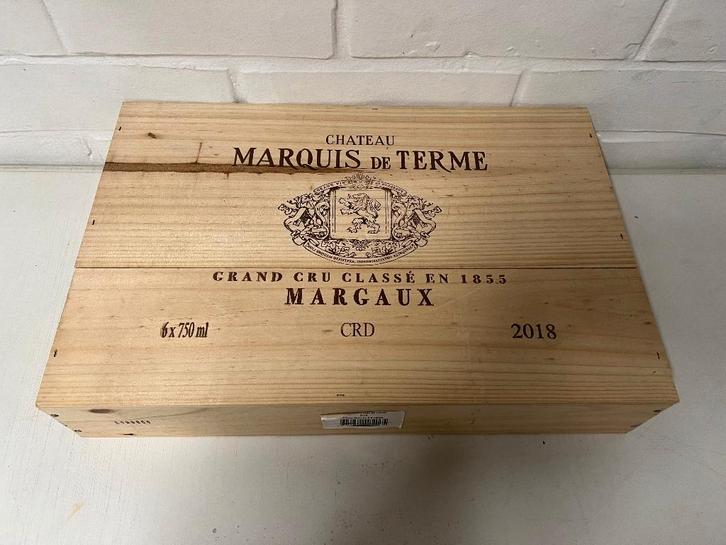 CHATEAU
MARQUIS DE TERME
GRAND CRU CLASSÉ EN 1855
MARGAUX
6 x 750 ml CRD 2018